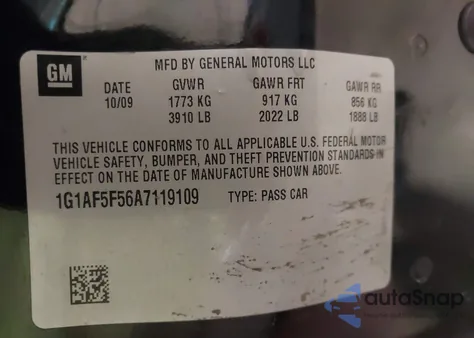 GM
MFD BY GENERAL MOTORS LLC
DATE GVWR GAWR FRT GAWR RR
10/09 1773 KG 917 KG 856 KG
3910 LB 2022 LB 1888 LB
THIS VEHICLE CONFORMS TO ALL APPLICABLE U.S. FEDERAL MOTOR
VEHICLE SAFETY, BUMPER, AND THEFT PREVENTION STANDARDS IN
EFFECT ON THE DATE OF MANUFACTURE SHOWN ABOVE.
1G1AF5F56A7119109 TYPE: PASS CAR
autoSnap